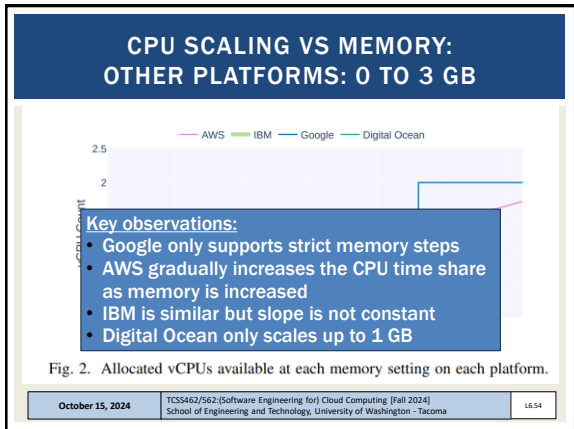 CPU SCALING VS MEMORY:
OTHER PLATFORMS: 0 TO 3 GB
AWS IBM Google Digital Ocean
2.5
2
Key observations:
• Google only supports strict memory steps
• AWS gradually increases the CPU time share
as memory is increased
• IBM is similar but slope is not constant
• Digital Ocean only scales up to 1 GB
Fig. 2. Allocated vCPUs available at each memory setting on each platform.
October 15, 2024
TCSS462/562:(Software Engineering for) Cloud Computing [Fall 2024]
School of Engineering and Technology, University of Washington - Tacoma
L6.54